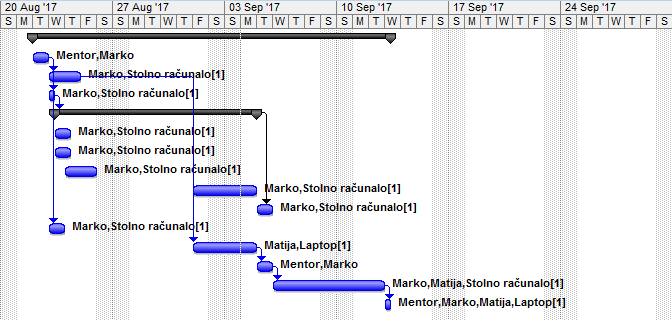 20 Aug '17 27 Aug '17 03 Sep '17 10 Sep '17 17 Sep '17 24 Sep '17
S M T W T F S S M T W T F S S M T W T F S S M T W T F S S M T W T F S S M T W T F S
Mentor,Marko
Marko,Stolno računalo[1]
Marko,Stolno računalo[1]
Marko,Stolno računalo[1]
Marko,Stolno računalo[1]
Marko,Stolno računalo[1]
Marko,Stolno računalo[1]
Marko,Stolno računalo[1]
Marko,Stolno računalo[1]
Matija,Laptop[1]
Mentor,Marko
Marko,Matija,Stolno računalo[1]
Mentor,Marko,Matija,Laptop[1]